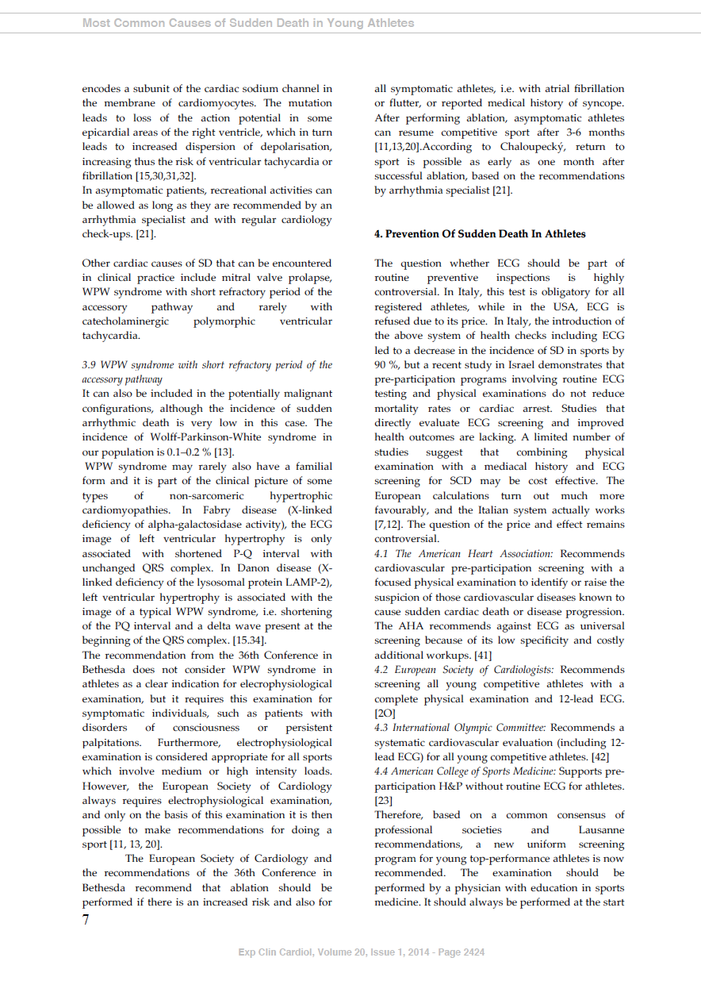 Most Common Causes of Sudden Death in Young Athletes
encodes a subunit of the cardiac sodium channel in
the membrane of cardiomyocytes. The mutation
leads to loss of the action potential in some
epicardial areas of the right ventricle, which in turn
leads to increased dispersion of depolarisation,
increasing thus the risk of ventricular tachycardia or
fibrillation [15,30,31,32].
In asymptomatic patients, recreational activities can
be allowed as long as they are recommended by an
arrhythmia specialist and with regular cardiology
check-ups. [21].
Other cardiac causes of SD that can be encountered
in clinical practice include mitral valve prolapse,
WPW syndrome with short refractory period of the
accessory pathway and rarely with
catecholaminergic polymorphic ventricular
tachycardia.
3.9 WPW syndrome with short refractory period of the
accessory pathway
It can also be included in the potentially malignant
configurations, although the incidence of sudden
arrhythmic death is very low in this case. The
incidence of Wolff-Parkinson-White syndrome in
our population is 0.1–0.2 % [13].
WPW syndrome may rarely also have a familial
form and it is part of the clinical picture of some
types of non-sarcomeric hypertrophic
cardiomyopathies. In Fabry disease (X-linked
deficiency of alpha-galactosidase activity), the ECG
image of left ventricular hypertrophy is only
associated with shortened P-Q interval with
unchanged QRS complex. In Danon disease (X-
linked deficiency of the lysosomal protein LAMP-2),
left ventricular hypertrophy is associated with the
image of a typical WPW syndrome, i.e. shortening
of the PQ interval and a delta wave present at the
beginning of the QRS complex. [15.34].
The recommendation from the 36th Conference in
Bethesda does not consider WPW syndrome in
athletes as a clear indication for elecrophysiological
examination, but it requires this examination for
symptomatic individuals, such as patients with
disorders of consciousness or persistent
palpitations. Furthermore, electrophysiological
examination is considered appropriate for all sports
which involve medium or high intensity loads.
However, the European Society of Cardiology
always requires electrophysiological examination,
and only on the basis of this examination it is then
possible to make recommendations for doing a
sport [11, 13, 20].
The European Society of Cardiology and
the recommendations of the 36th Conference in
Bethesda recommend that ablation should be
performed if there is an increased risk and also for
all symptomatic athletes, i.e. with atrial fibrillation
or flutter, or reported medical history of syncope.
After performing ablation, asymptomatic athletes
can resume competitive sport after 3-6 months
[11,13,20].According to Chaloupecký, return to
sport is possible as early as one month after
successful ablation, based on the recommendations
by arrhythmia specialist [21].
4. Prevention Of Sudden Death In Athletes
The question whether ECG should be part of
routine preventive inspections is highly
controversial. In Italy, this test is obligatory for all
registered athletes, while in the USA, ECG is
refused due to its price. In Italy, the introduction of
the above system of health checks including ECG
led to a decrease in the incidence of SD in sports by
90 %, but a recent study in Israel demonstrates that
pre-participation programs involving routine ECG
testing and physical examinations do not reduce
mortality rates or cardiac arrest. Studies that
directly evaluate ECG screening and improved
health outcomes are lacking. A limited number of
studies suggest that combining physical
examination with a mediacal history and ECG
screening for SCD may be cost effective. The
European calculations turn out much more
favourably, and the Italian system actually works
[7,12]. The question of the price and effect remains
controversial.
4.1 The American Heart Association: Recommends
cardiovascular pre-participation screening with a
focused physical examination to identify or raise the
suspicion of those cardiovascular diseases known to
cause sudden cardiac death or disease progression.
The AHA recommends against ECG as universal
screening because of its low specificity and costly
additional workups. [41]
4.2 European Society of Cardiologists: Recommends
screening all young competitive athletes with a
complete physical examination and 12-lead ECG.
[2O]
4.3 International Olympic Committee: Recommends a
systematic cardiovascular evaluation (including 12-
lead ECG) for all young competitive athletes. [42]
4.4 American College of Sports Medicine: Supports pre-
participation H&P without routine ECG for athletes.
[23]
Therefore, based on a common consensus of
professional societies and Lausanne
recommendations, a new uniform screening
program for young top-performance athletes is now
recommended. The examination should be
performed by a physician with education in sports
medicine. It should always be performed at the start
7
Exp Clin Cardiol, Volume 20, Issue 1, 2014 - Page 2424